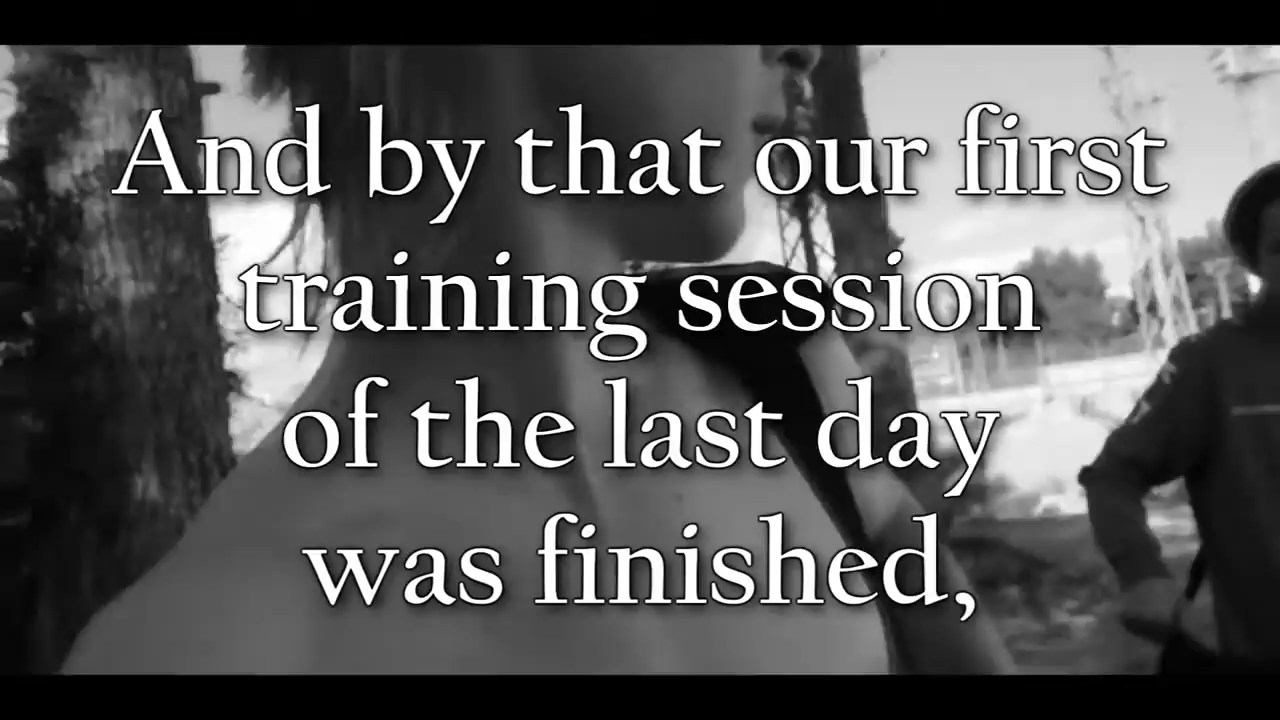 And by that our first
training session
of the last day
was finished,